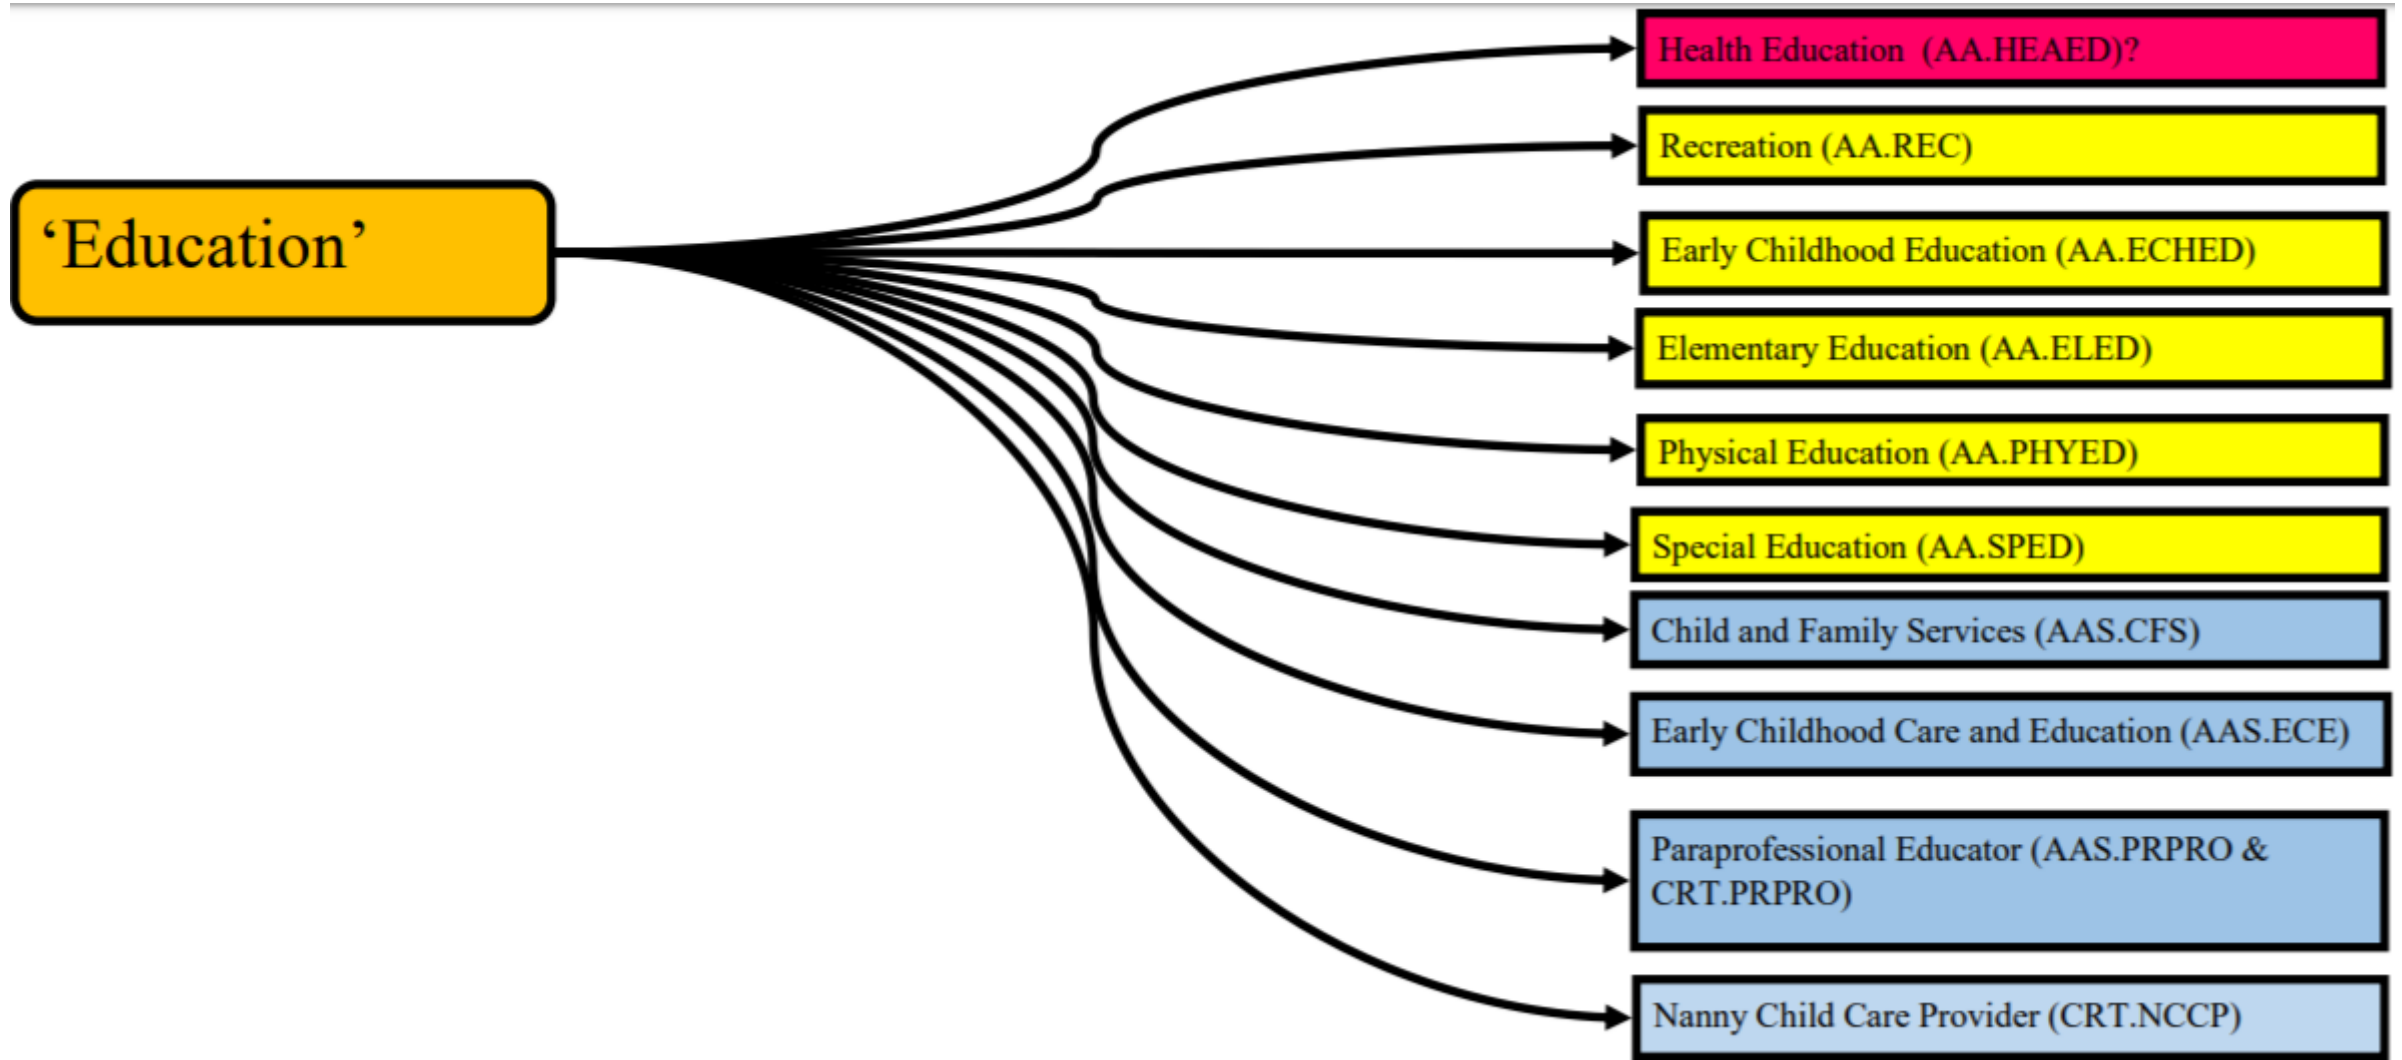 ‘Education’
Health Education  (AA.HEAED)?
Recreation (AA.REC)
Early Childhood Education (AA.ECHED)
Elementary Education (AA.ELED)
Physical Education (AA.PHYED)
Special Education (AA.SPED)
Child and Family Services (AAS.CFS)
Early Childhood Care and Education (AAS.ECE)
Paraprofessional Educator (AAS.PRPRO &
CRT.PRPRO)
Nanny Child Care Provider (CRT.NCCP)